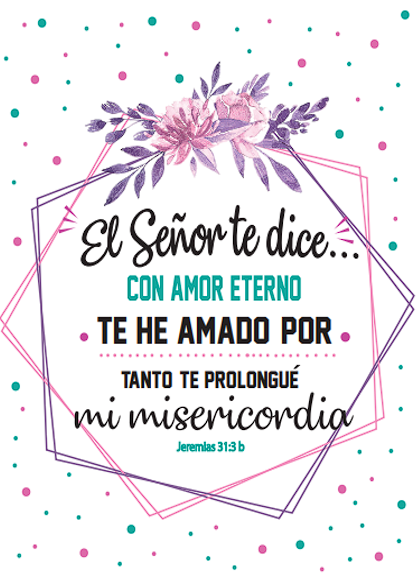 El Señor te dice...
CON AMOR ETERNO
TE HE AMADO POR
TANTO TE PROLONGUÉ
mi misericordia
Jeremías 31:3 b